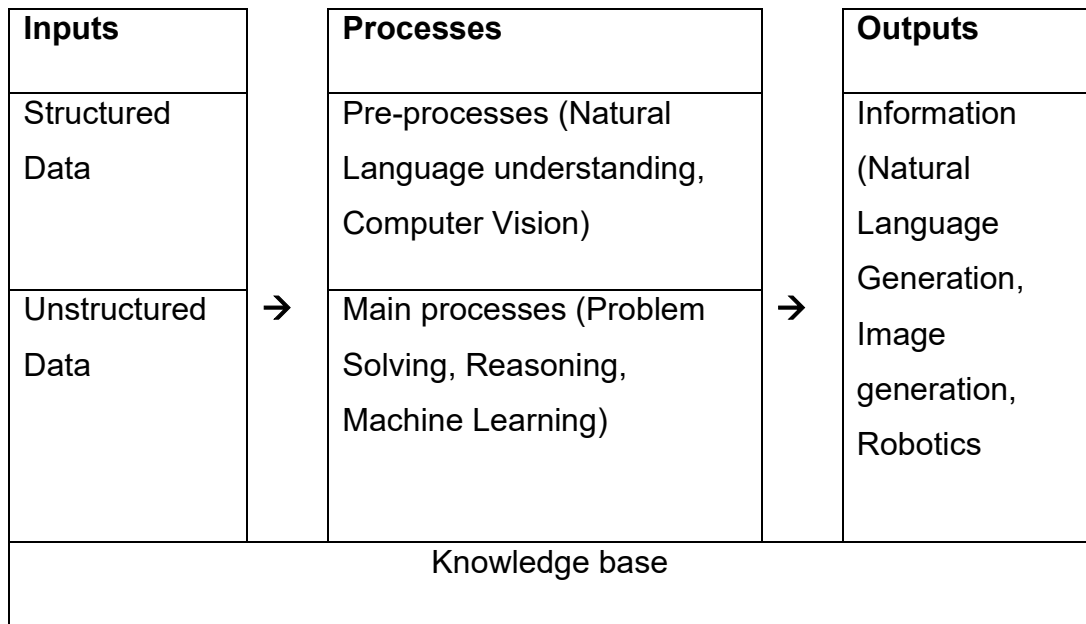 Inputs
Processes
Outputs
Structured
Data
Pre-processes (Natural
Language understanding,
Computer Vision)
Information
(Natural
Language
Generation,
Image
generation,
Robotics
Unstructured
Data
→
Main processes (Problem
Solving, Reasoning,
Machine Learning)
→
Knowledge base